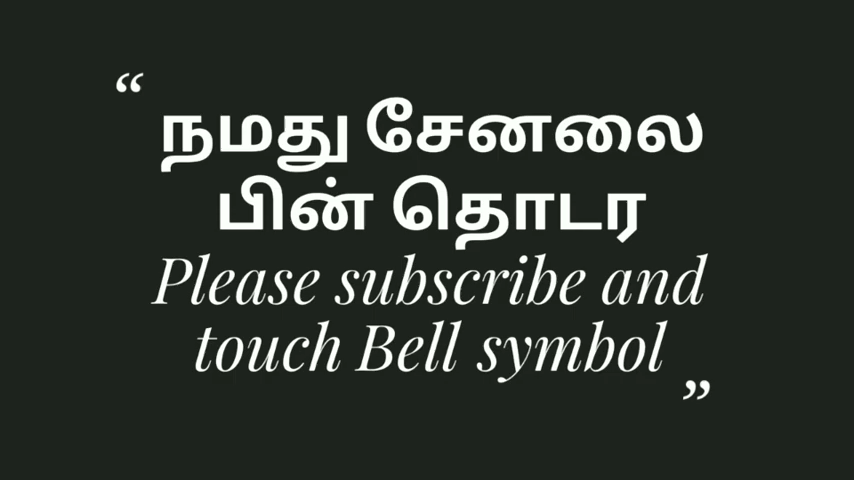 “
நமது சேனலை
பின் தொடர
Please subscribe and
touch Bell symbol
”